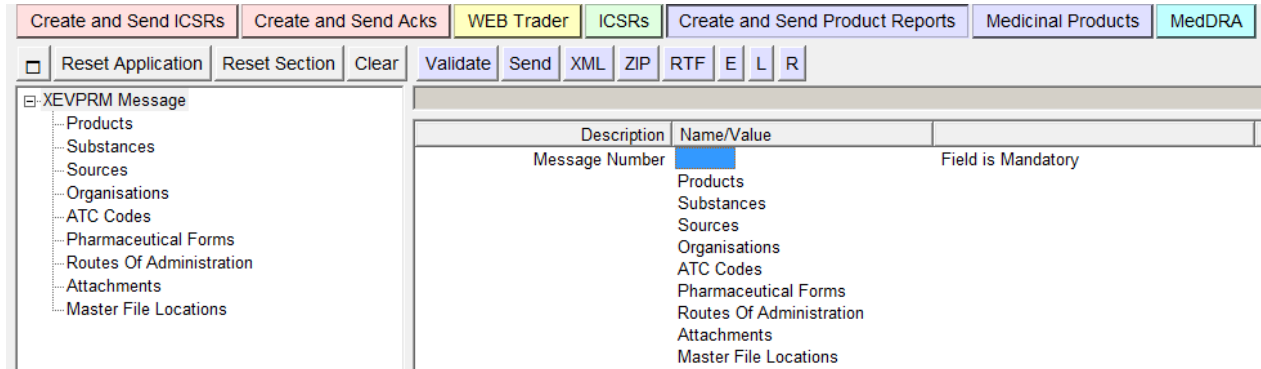 Create and Send ICSRs Create and Send Acks WEB Trader ICSRs Create and Send Product Reports Medicinal Products MedDRA
Reset Application Reset Section Clear Validate Send XML ZIP RTF E L R
XEVPRM Message
Products
Substances
Sources
Organisations
ATC Codes
Pharmaceutical Forms
Routes Of Administration
Attachments
Master File Locations
Description Name/Value
Message Number Field is Mandatory
Products
Substances
Sources
Organisations
ATC Codes
Pharmaceutical Forms
Routes Of Administration
Attachments
Master File Locations